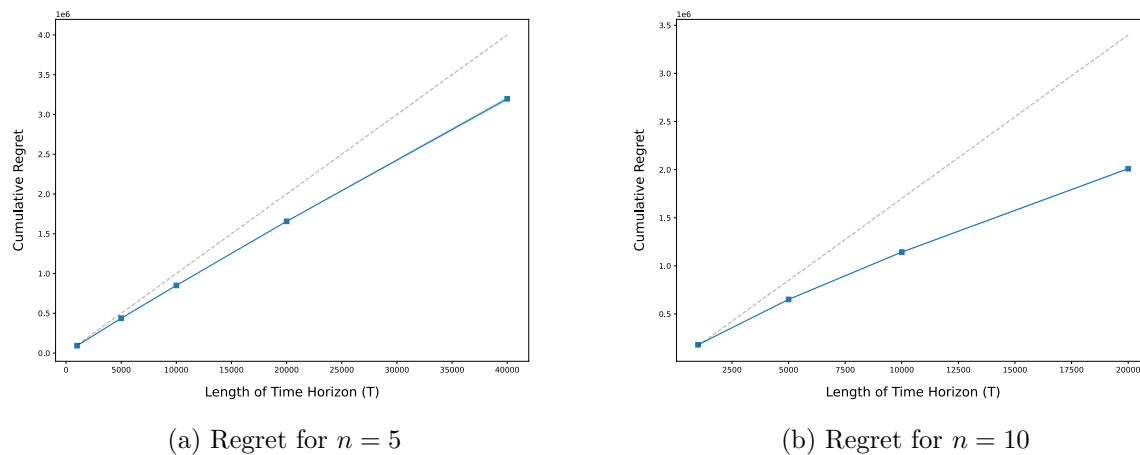 1e6
4.0
3.5
3.0
2.5
2.0
1.5
1.0
0.5
0.0
Cumulative Regret
0 5000 10000 15000 20000 25000 30000 35000 40000
Length of Time Horizon (T)
(a) Regret for n = 5
1e6
3.5
3.0
2.5
2.0
1.5
1.0
0.5
Cumulative Regret
2500 5000 7500 10000 12500 15000 17500 20000
Length of Time Horizon (T)
(b) Regret for n = 10